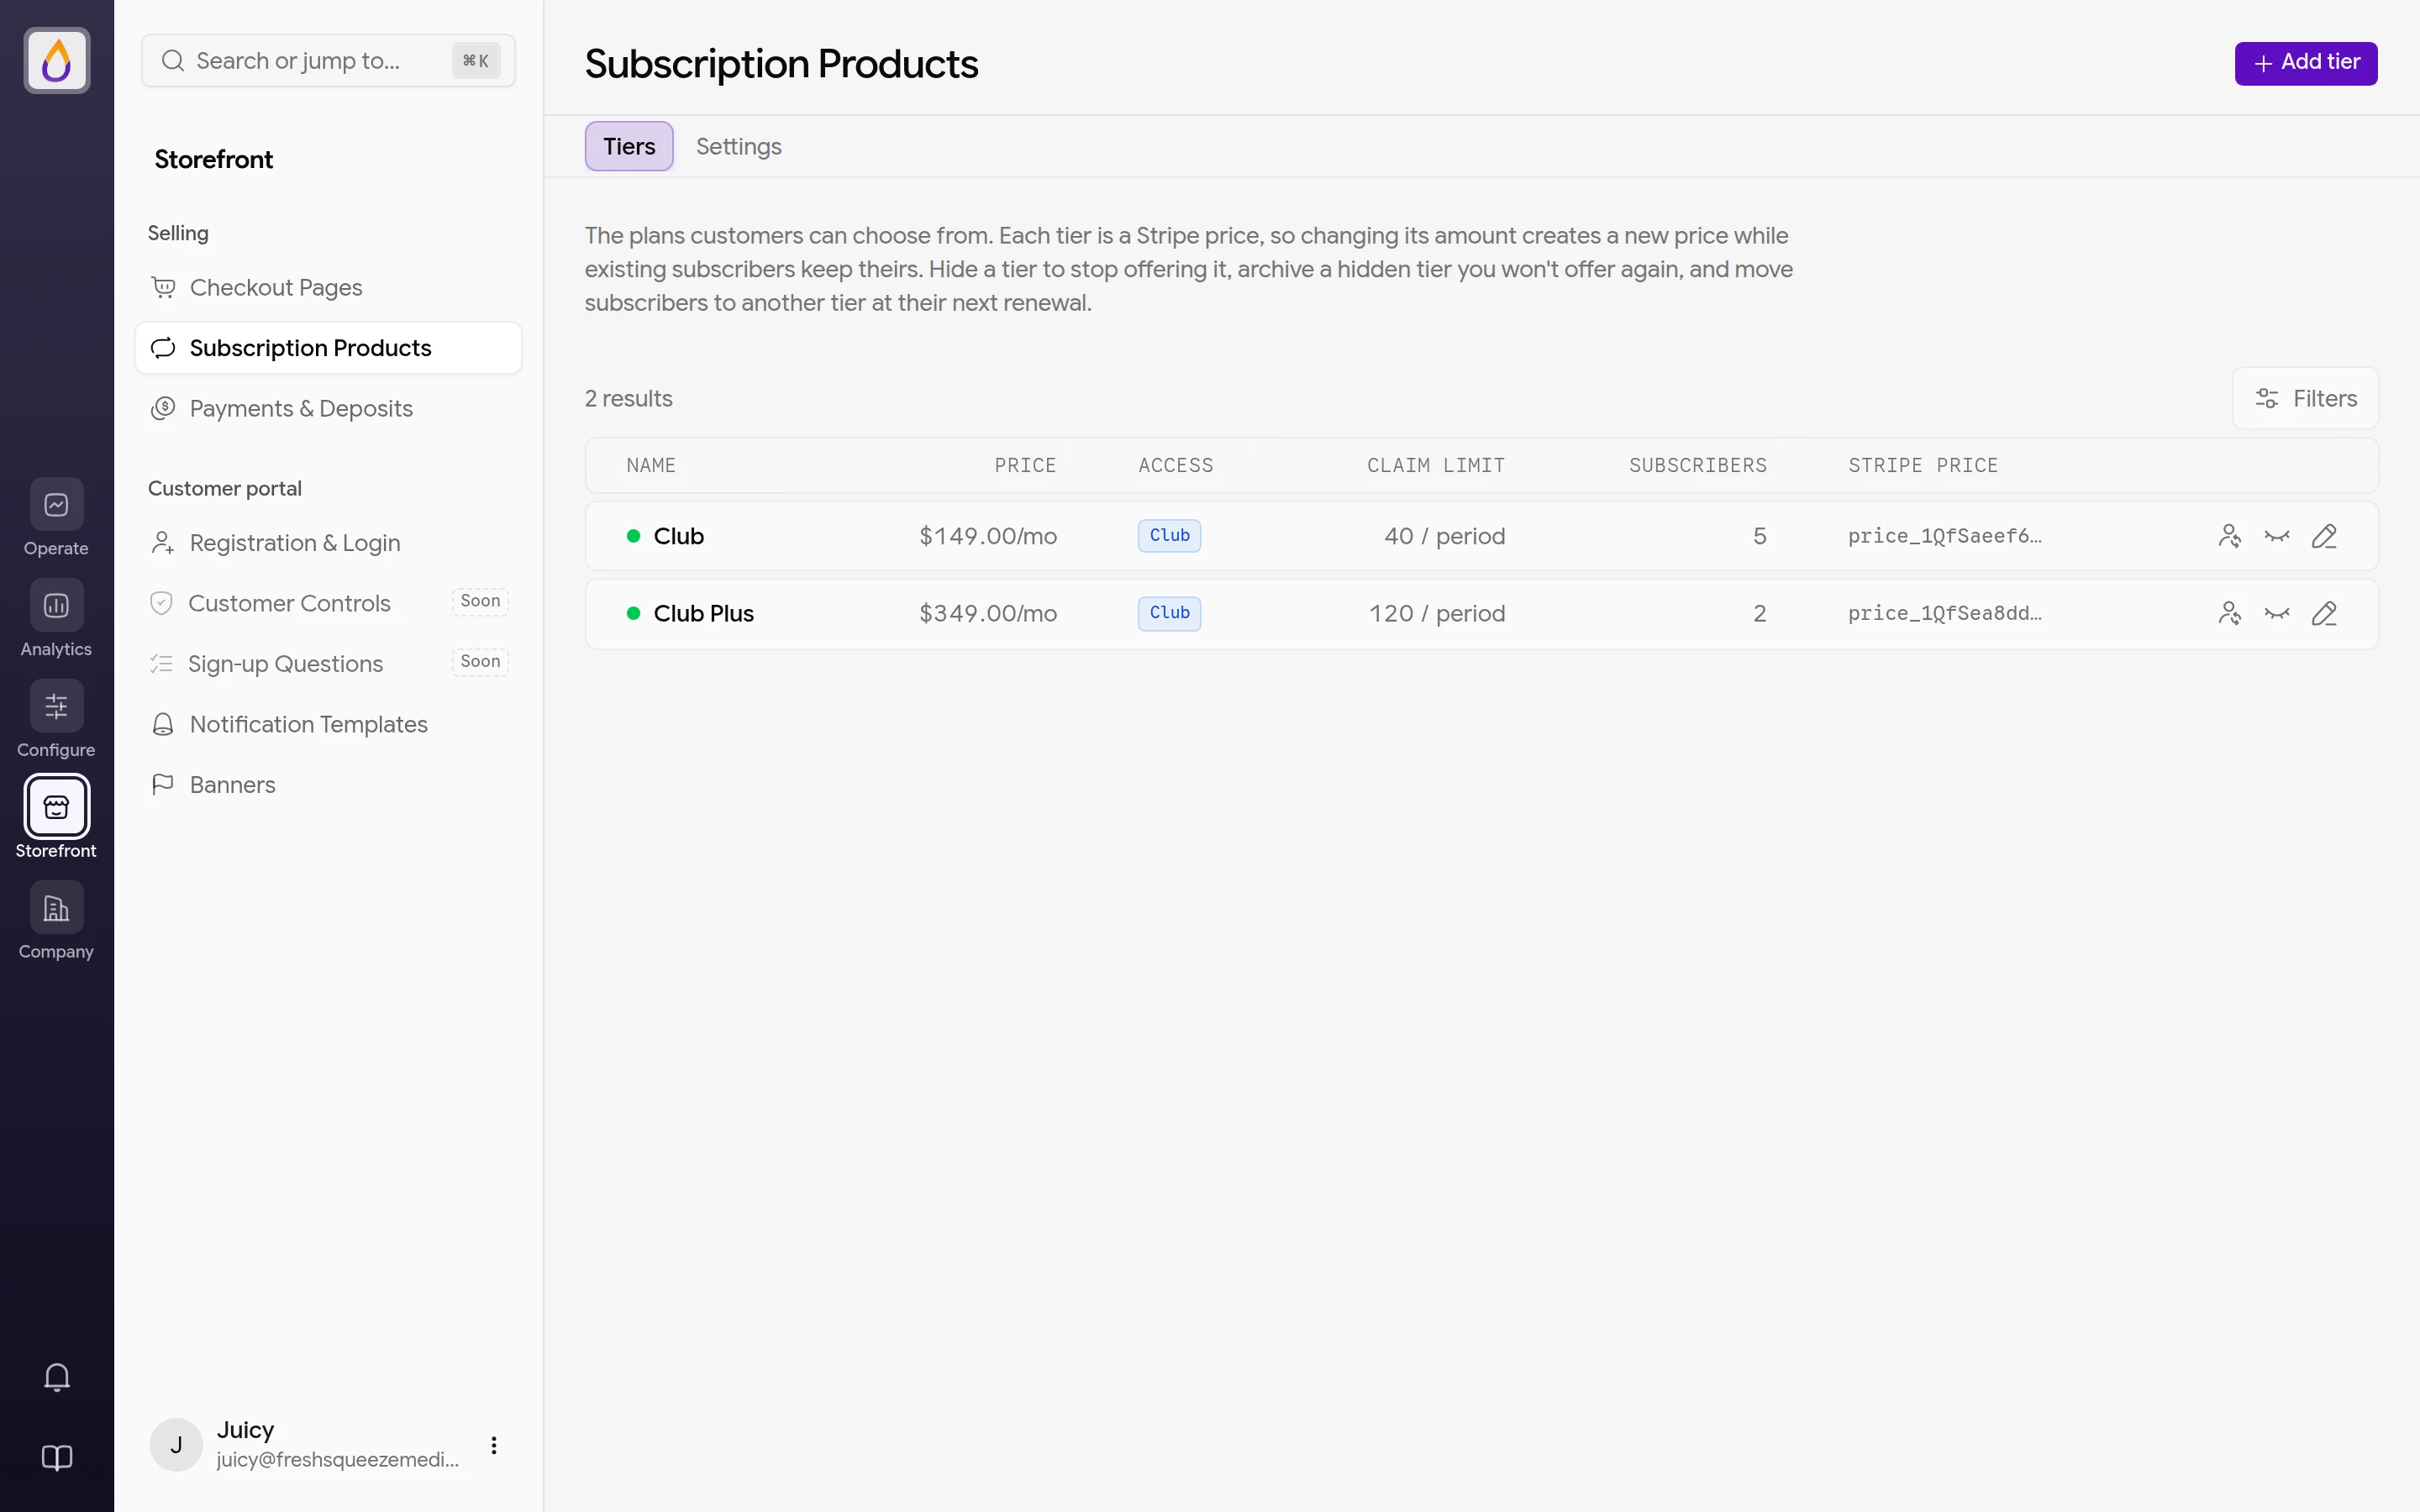 Search or jump to...
⌘K
Storefront
Selling
Checkout Pages
Subscription Products
Payments & Deposits
Customer portal
Registration & Login
Customer Controls
Soon
Sign-up Questions
Soon
Notification Templates
Banners
Operate
Analytics
Configure
Storefront
Company
J
Juicy
juicy@freshsqueezemedi...
Subscription Products
+ Add tier
Tiers
Settings
The plans customers can choose from. Each tier is a Stripe price, so changing its amount creates a new price while
existing subscribers keep theirs. Hide a tier to stop offering it, archive a hidden tier you won't offer again, and move
subscribers to another tier at their next renewal.
2 results
Filters
NAME PRICE ACCESS CLAIM LIMIT SUBSCRIBERS STRIPE PRICE
Club $149.00/mo Club 40 / period 5 price_1QfSaeef6…
Club Plus $349.00/mo Club 120 / period 2 price_1QfSea8dd…